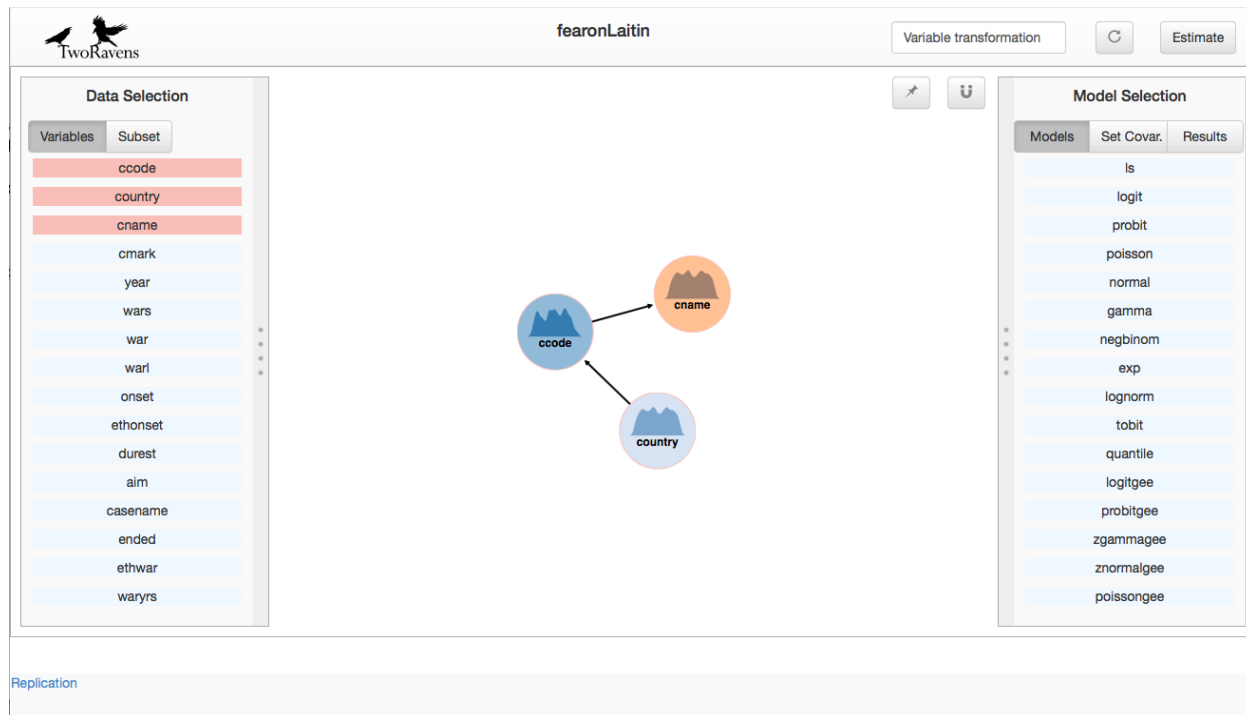 TwoRavens
fearonLaitin
Variable transformation
Estimate
Data Selection
Variables Subset
ccode
country
cname
cmark
year
wars
war
warl
onset
ethonset
durest
aim
casename
ended
ethwar
waryrs
cname
ccode
country
Model Selection
Models Set Covar. Results
ls
logit
probit
poisson
normal
gamma
negbinom
exp
lognorm
tobit
quantile
logitgee
probitgee
zgammagee
znormalgee
poissongee
Replication